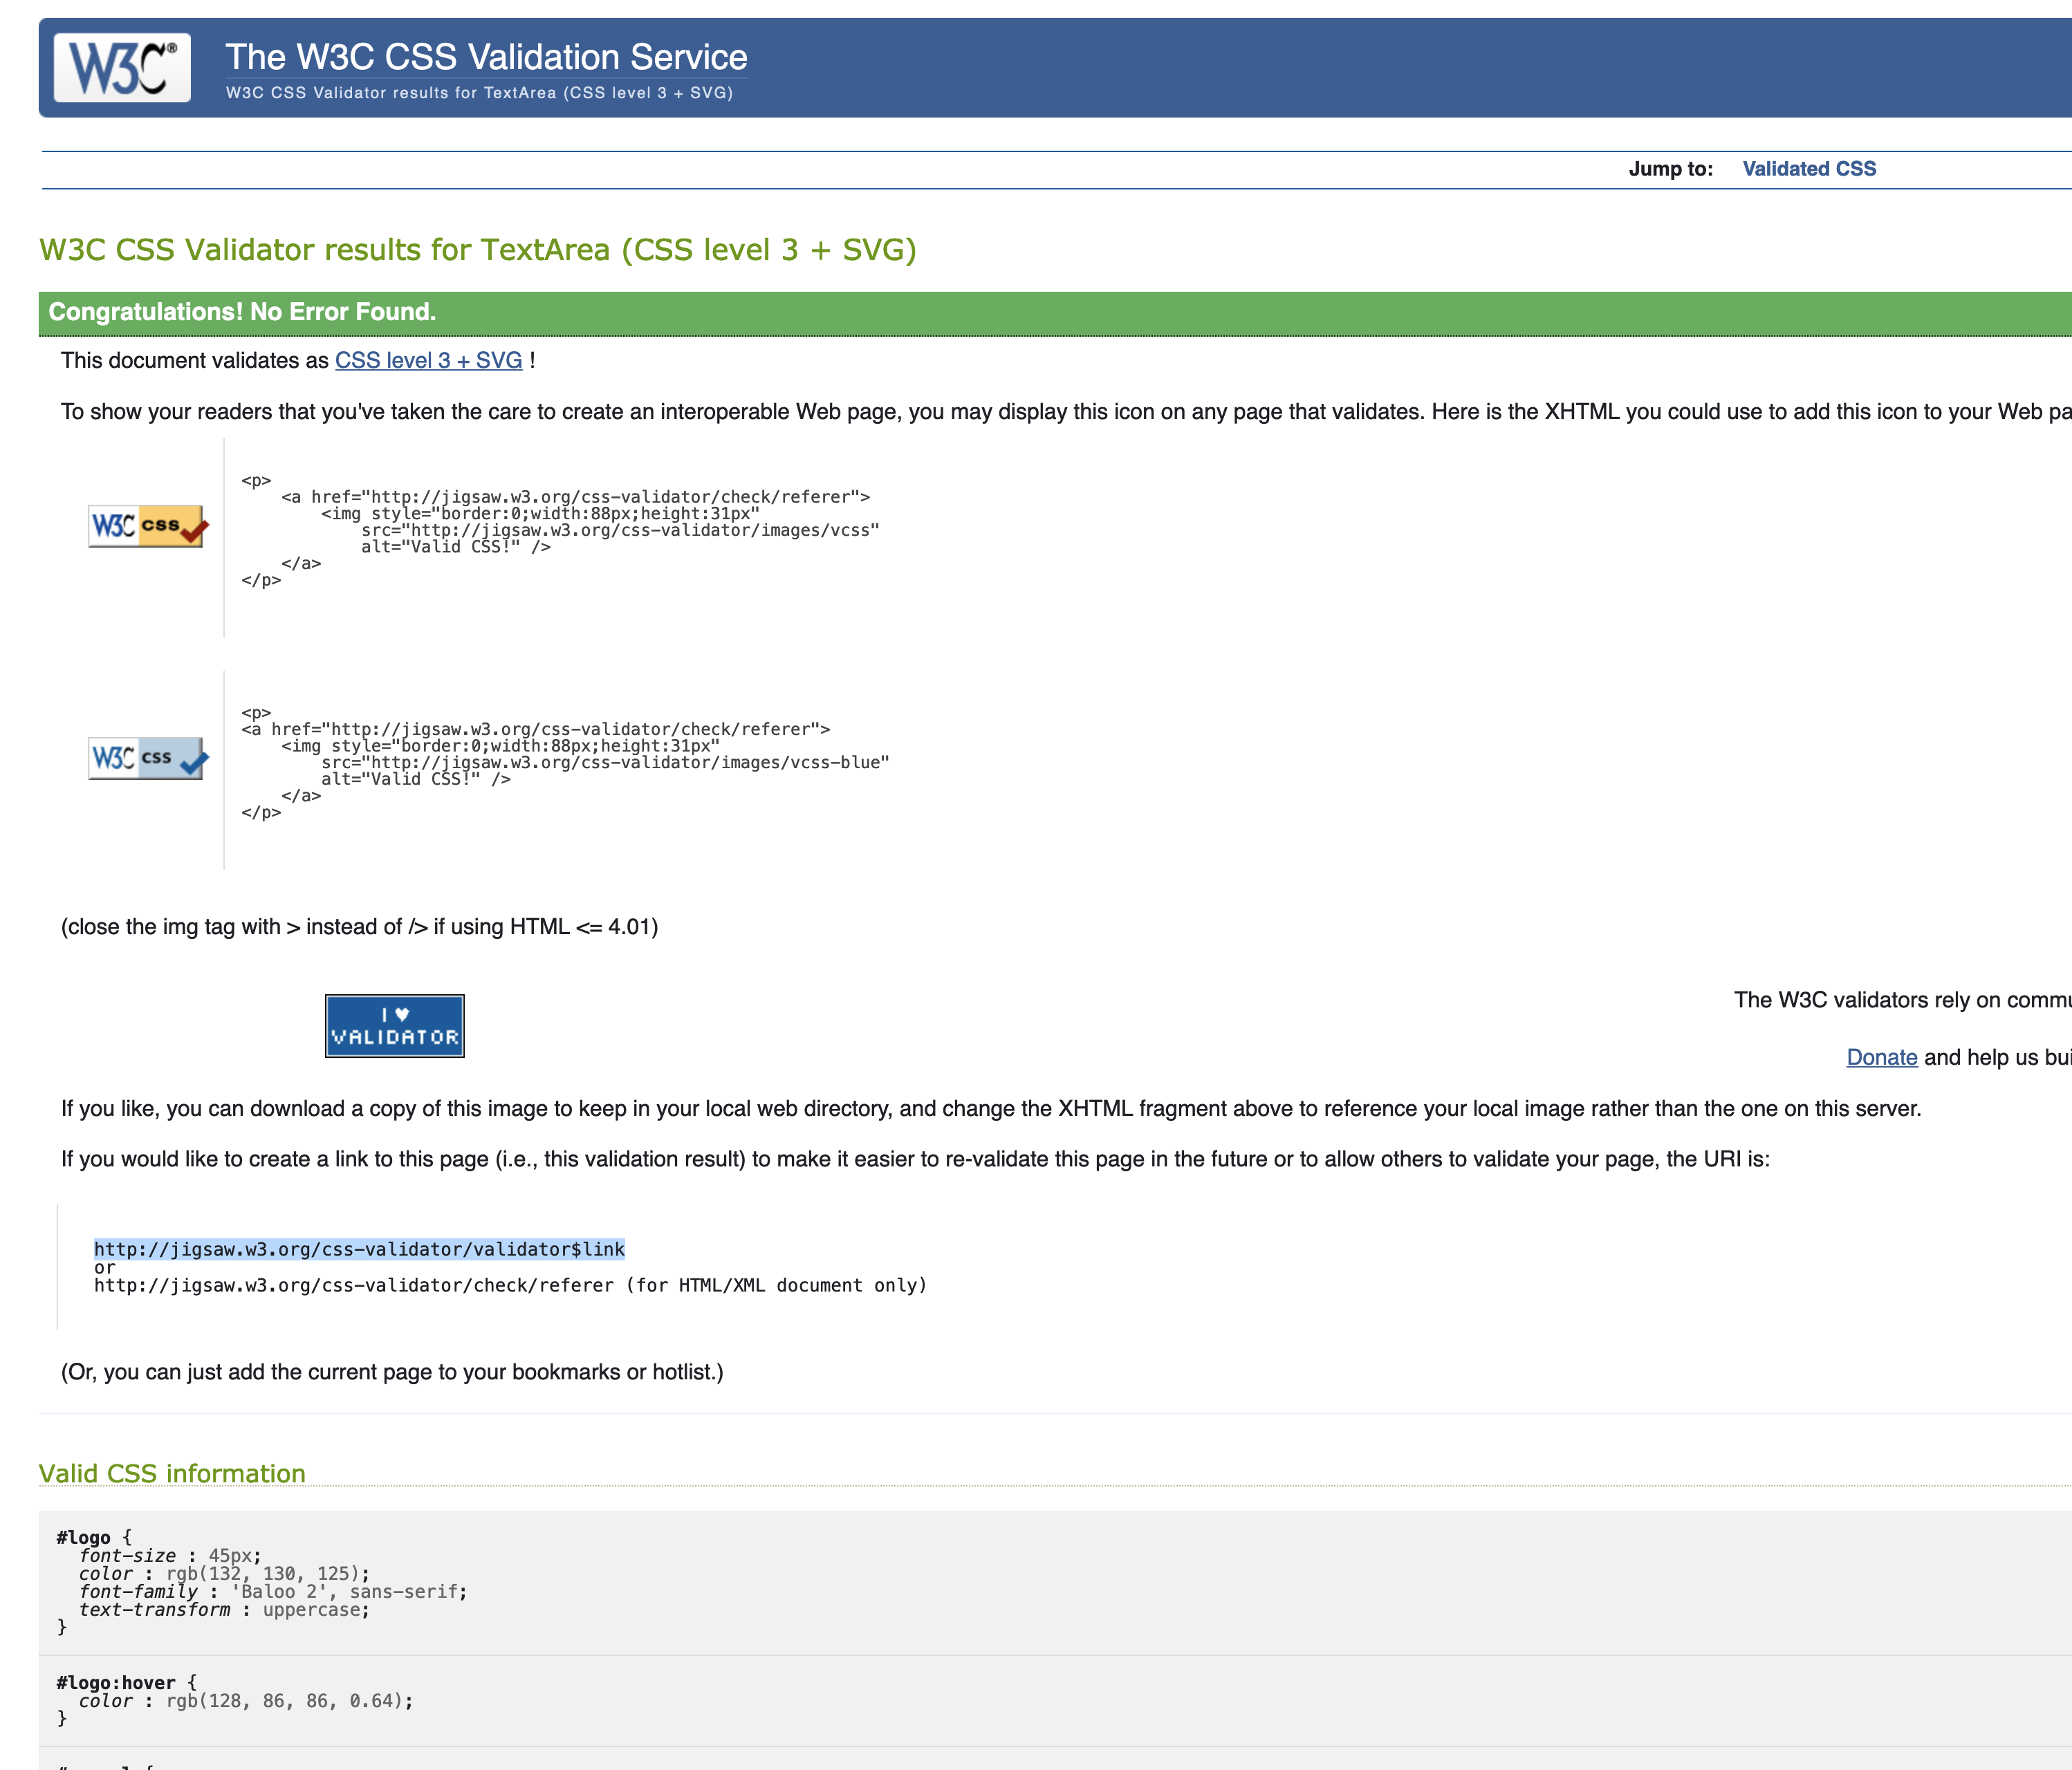 W3C®
The W3C CSS Validation Service
W3C CSS Validator results for TextArea (CSS level 3 + SVG)
Jump to: Validated CSS
W3C CSS Validator results for TextArea (CSS level 3 + SVG)
Congratulations! No Error Found.
This document validates as CSS level 3 + SVG !
To show your readers that you've taken the care to create an interoperable Web page, you may display this icon on any page that validates. Here is the XHTML you could use to add this icon to your Web
W3C css
<p>
<a href="http://jigsaw.w3.org/css-validator/check/referer">
<img style="border:0;width:88px;height:31px"
src="http://jigsaw.w3.org/css-validator/images/vcss"
alt="Valid CSS!" />
</a>
</p>
W3C css
<p>
<a href="http://jigsaw.w3.org/css-validator/check/referer">
<img style="border:0;width:88px;height:31px"
src="http://jigsaw.w3.org/css-validator/images/vcss-blue"
alt="Valid CSS!" />
</a>
</p>
(close the img tag with > instead of /> if using HTML <= 4.01)
I ♥
VALIDATOR
The W3C validators rely on
Donate and help us
If you like, you can download a copy of this image to keep in your local web directory, and change the XHTML fragment above to reference your local image rather than the one on this server.
If you would like to create a link to this page (i.e., this validation result) to make it easier to re-validate this page in the future or to allow others to validate your page, the URI is:
http://jigsaw.w3.org/css-validator/validator$link
or
http://jigsaw.w3.org/css-validator/check/referer (for HTML/XML document only)
(Or, you can just add the current page to your bookmarks or hotlist.)
Valid CSS information
#logo {
font-size : 45px;
color : rgb(132, 130, 125);
font-family : 'Baloo 2', sans-serif;
text-transform : uppercase;
}
#logo:hover {
color : rgb(128, 86, 86, 0.64);
}